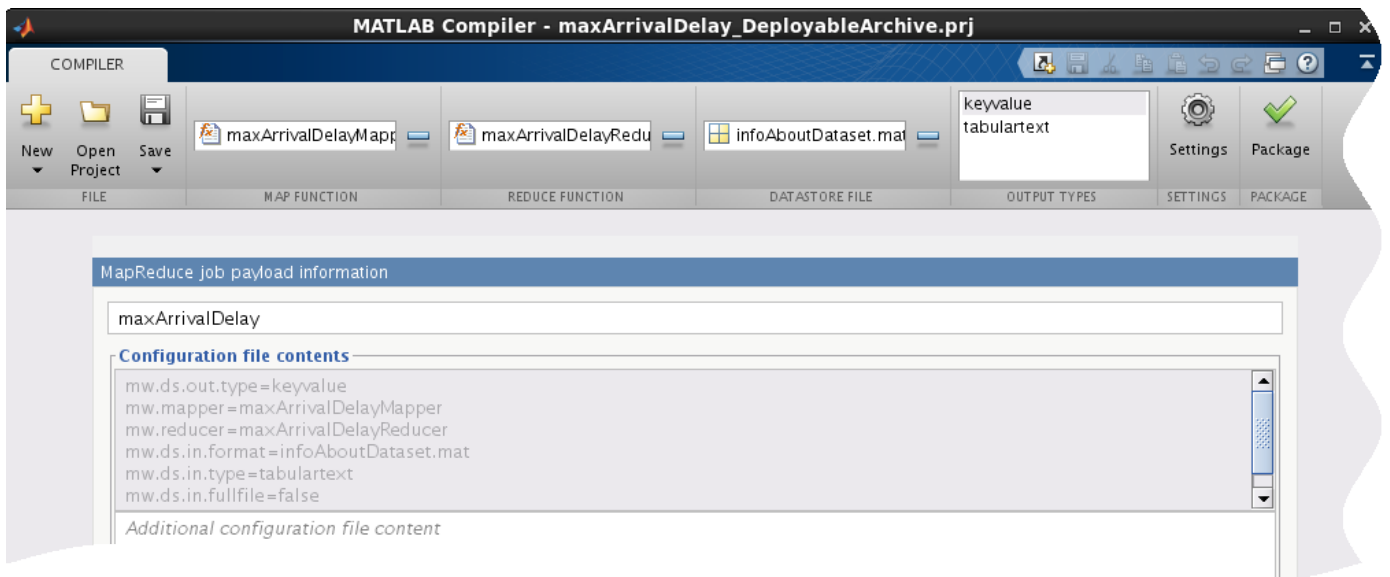 MATLAB Compiler - maxArrivalDelay_DeployableArchive.prj
COMPILER
New
Open Project
Save
FILE
maxArrivalDelayMapp
MAP FUNCTION
maxArrivalDelayRedu
REDUCE FUNCTION
infoAboutDataset.mat
DATASTORE FILE
keyvalue
tabulartext
OUTPUT TYPES
Settings
SETTINGS
Package
PACKAGE
MapReduce job payload information
maxArrivalDelay
Configuration file contents
mw.ds.out.type=keyvalue
mw.mapper=maxArrivalDelayMapper
mw.reducer=maxArrivalDelayReducer
mw.ds.in.format=infoAboutDataset.mat
mw.ds.in.type=tabulartext
mw.ds.in.fullfile=false
Additional configuration file content